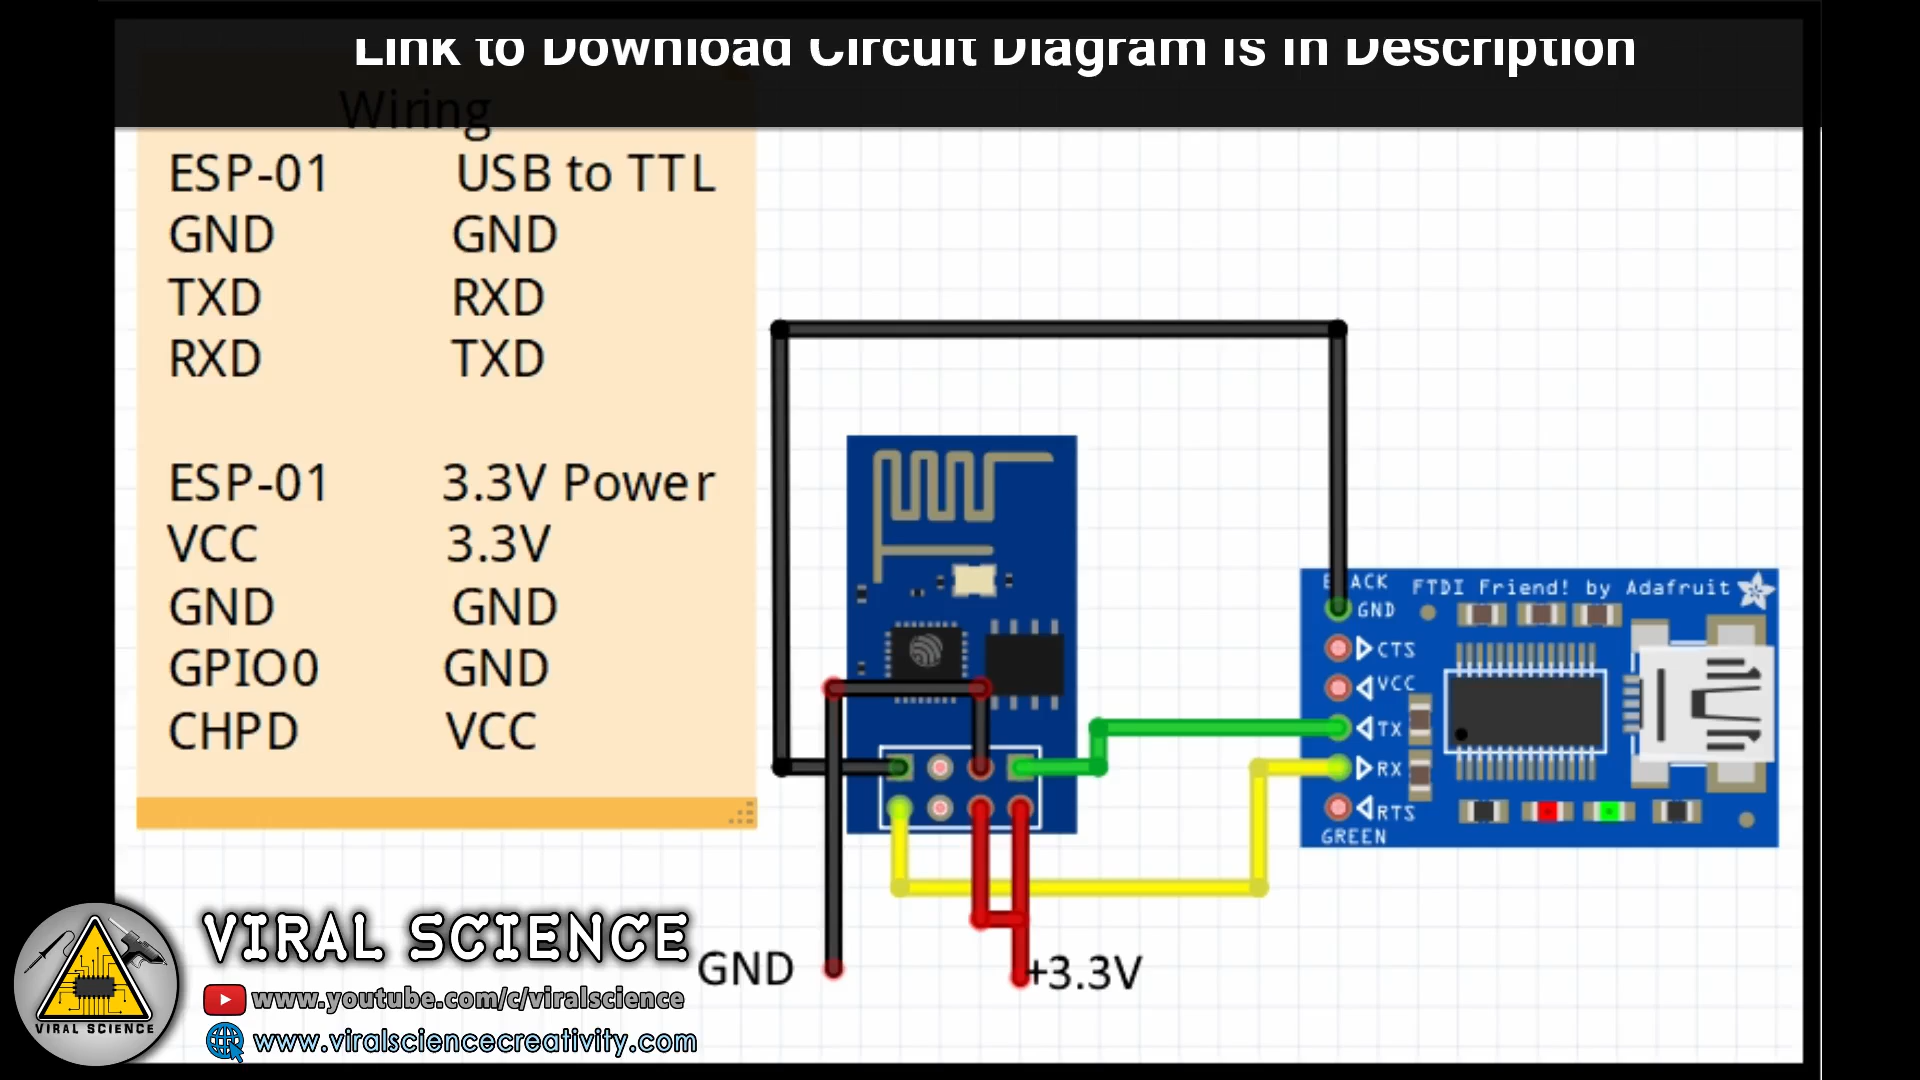 Link to Download Circuit Diagram is in Description
Wiring
ESP-01 USB to TTL
GND GND
TXD RXD
RXD TXD
ESP-01 3.3V Power
VCC 3.3V
GND GND
GPIO0 GND
CHPD VCC
BLACK
FTDI Friend! by Adafruit
GND
CTS
VCC
TX
RX
RTS
GREEN
GND
+3.3V
VIRAL SCIENCE
www.youtube.com/c/viralscience
www.viralsciencecreativity.com
VIRAL SCIENCE